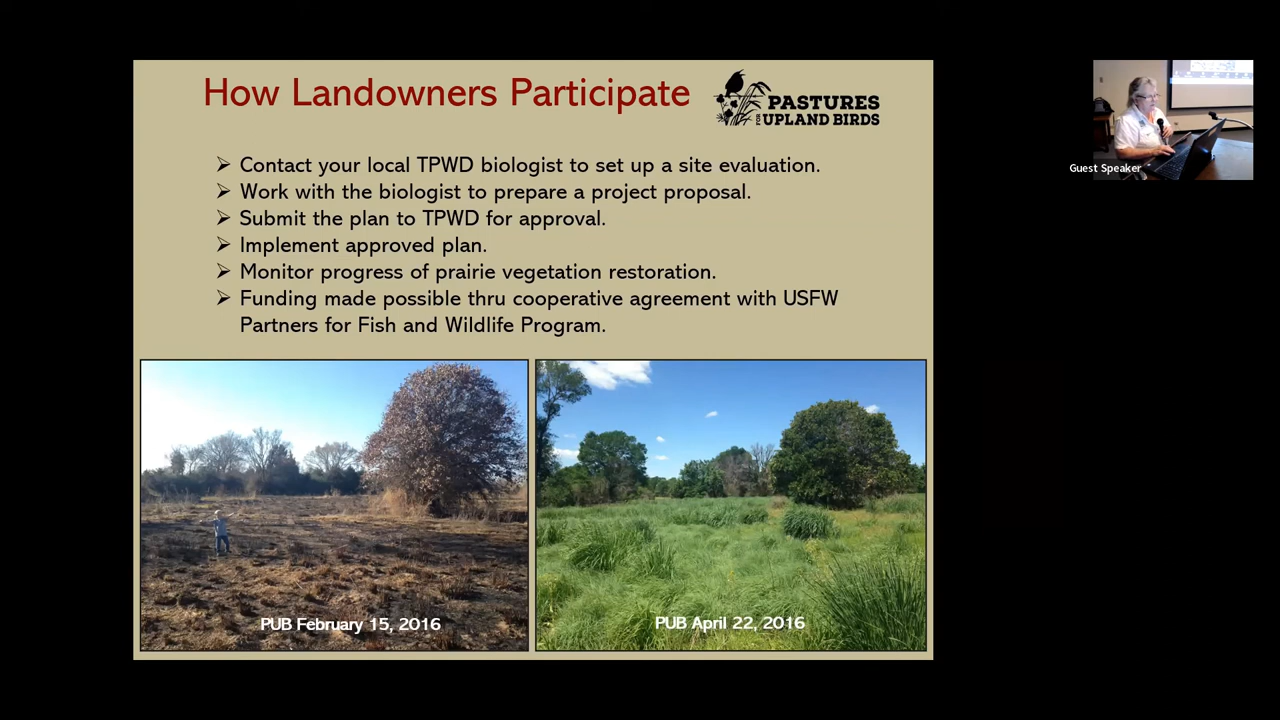 How Landowners Participate
PASTURES
FOR UPLAND BIRDS
Contact your local TPWD biologist to set up a site evaluation.
Work with the biologist to prepare a project proposal.
Submit the plan to TPWD for approval.
Implement approved plan.
Monitor progress of prairie vegetation restoration.
Funding made possible thru cooperative agreement with USFW
Partners for Fish and Wildlife Program.
PUB February 15, 2016
PUB April 22, 2016
Guest Speaker